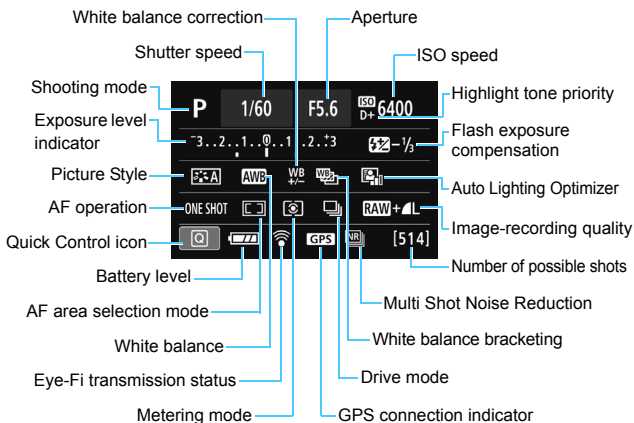 White balance correction
Aperture
Shutter speed
ISO speed
Shooting mode
Highlight tone priority
P 1/60 F5.6 ISO D+ 6400
Exposure level
indicator
-3..2..1..0..1..2.+3
-1/3
Flash exposure
compensation
Picture Style
A AWB WB +/- WB
Auto Lighting Optimizer
AF operation
ONE SHOT RAW+L
Image-recording quality
Quick Control icon
Q GPS NR [514]
Number of possible shots
Battery level
Multi Shot Noise Reduction
AF area selection mode
White balance bracketing
White balance
Drive mode
Eye-Fi transmission status
Metering mode
GPS connection indicator